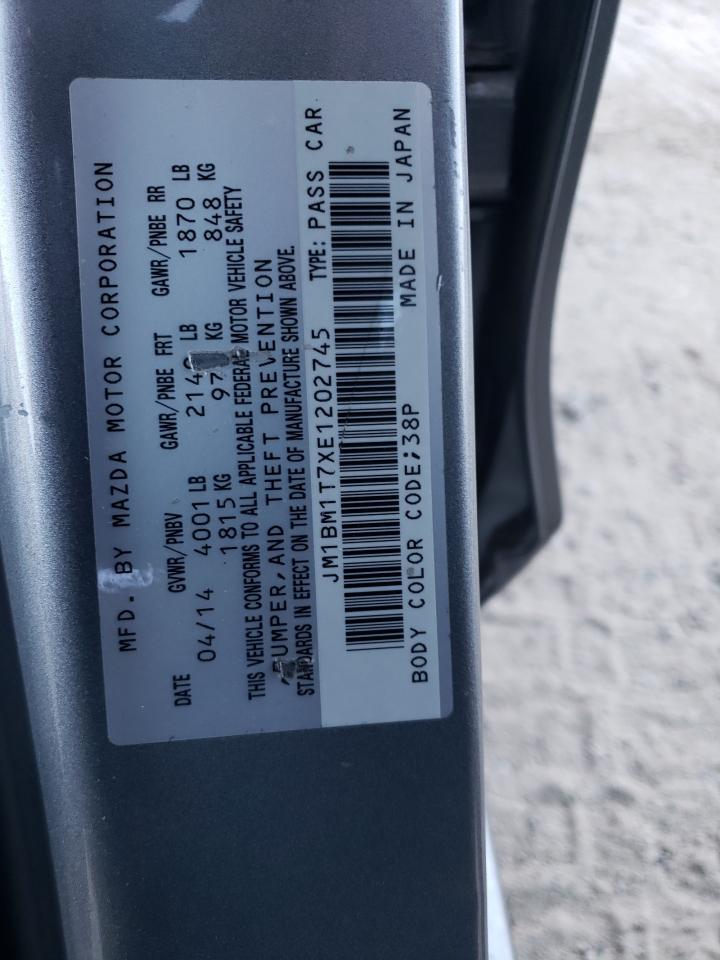 MFD. BY MAZDA MOTOR CORPORATION
DATE GVWR/PNBV GAWR/PNBE FRT GAWR/PNBE RR
04/14 4001 LB LB 1870 LB
1815 KG KG 848 KG
THIS VEHICLE CONFORMS TO ALL APPLICABLE FEDERAL MOTOR VEHICLE SAFETY
BUMPER, AND THEFT PREVENTION
STANDARDS IN EFFECT ON THE DATE OF MANUFACTURE SHOWN ABOVE.
JM1BM1T7XE1202745 TYPE: PASS CAR
BODY COLOR CODE;38P MADE IN JAPAN